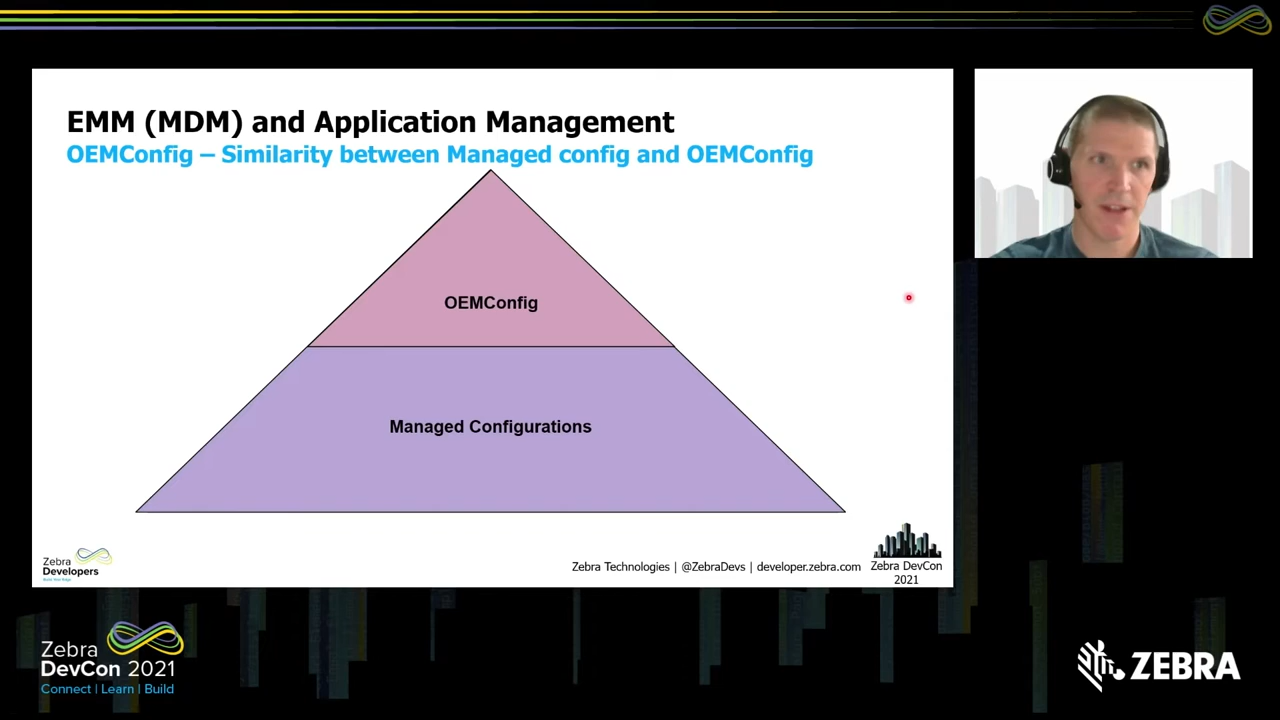 EMM (MDM) and Application Management
OEMConfig – Similarity between Managed config and OEMConfig
OEMConfig
Managed Configurations
Zebra
Developers
Zebra Technologies | @ZebraDevs | developer.zebra.com
Zebra DevCon
2021
Zebra
DevCon 2021
Connect | Learn | Build
ZEBRA